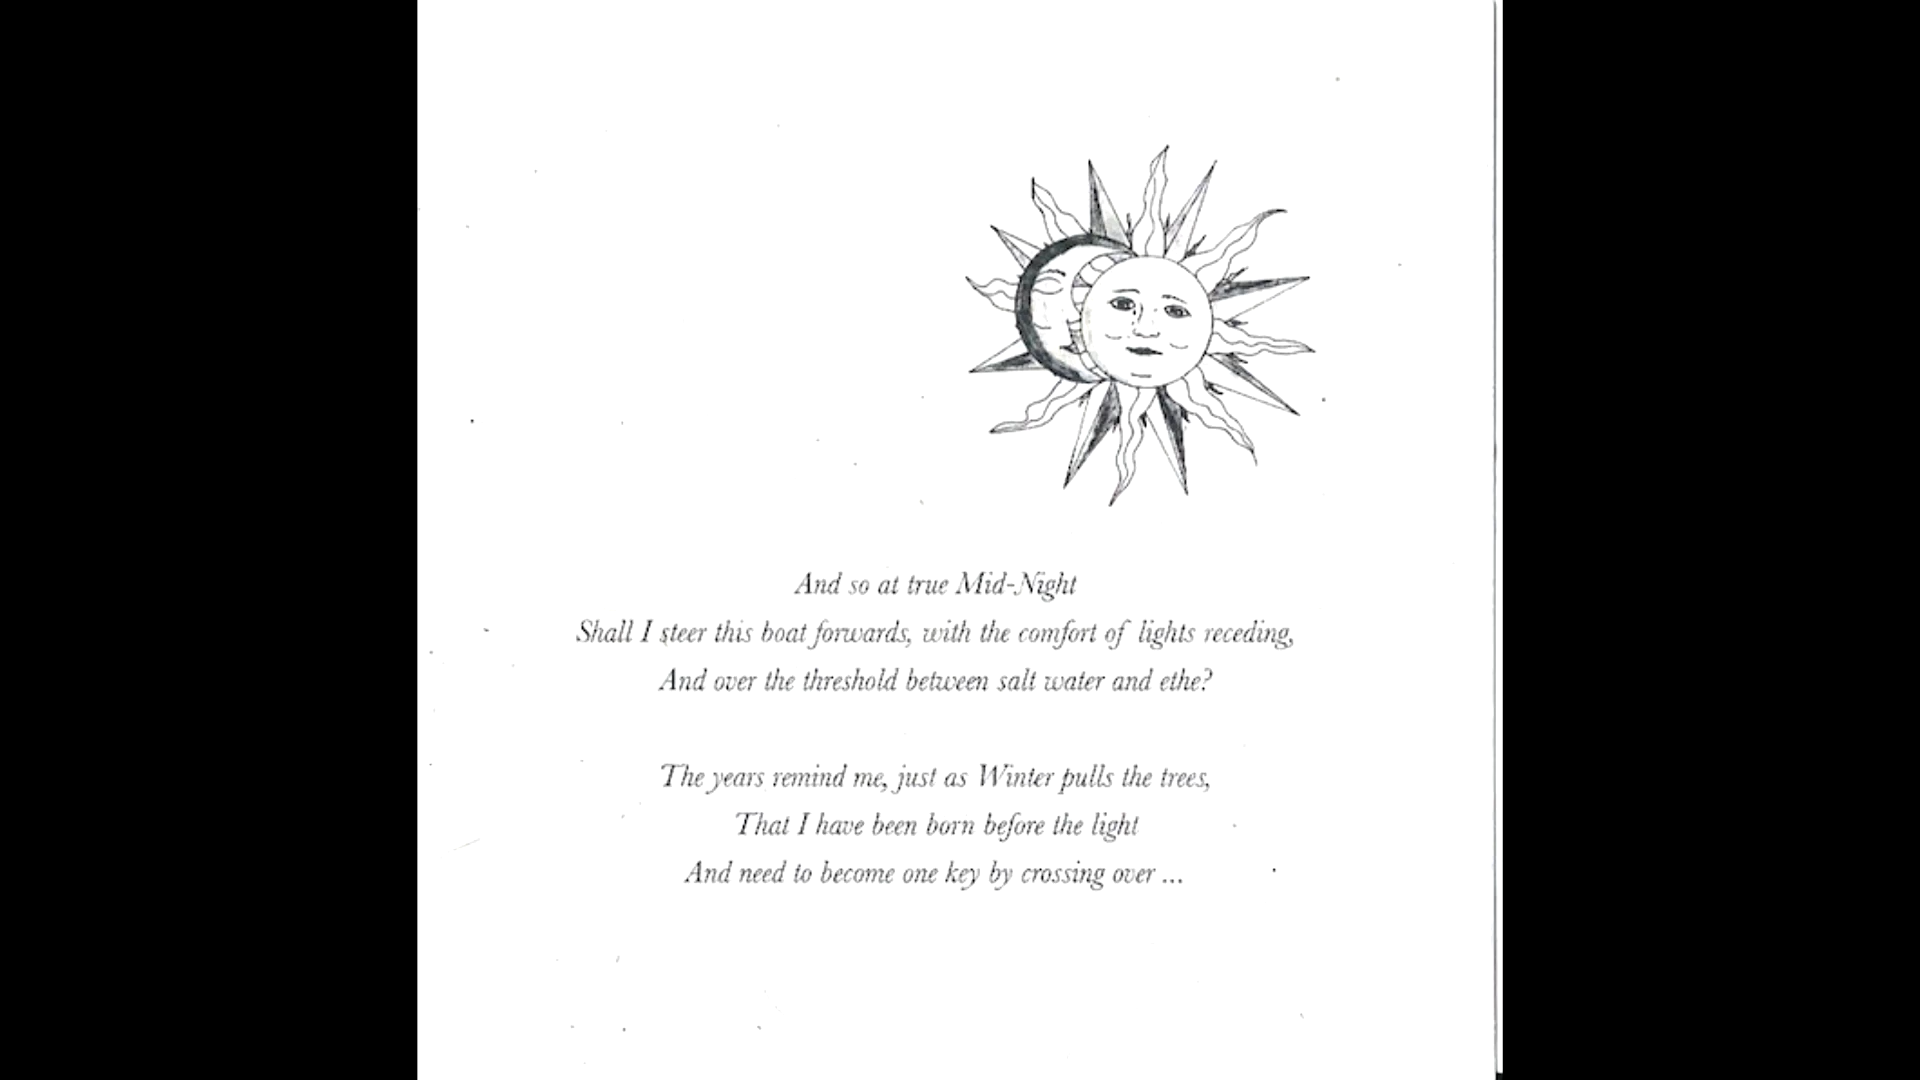 And so at true Mid-Night
Shall I steer this boat forwards, with the comfort of lights receding,
And over the threshold between salt water and ethe?
The years remind me, just as Winter pulls the trees,
That I have been born before the light
And need to become one key by crossing over ...